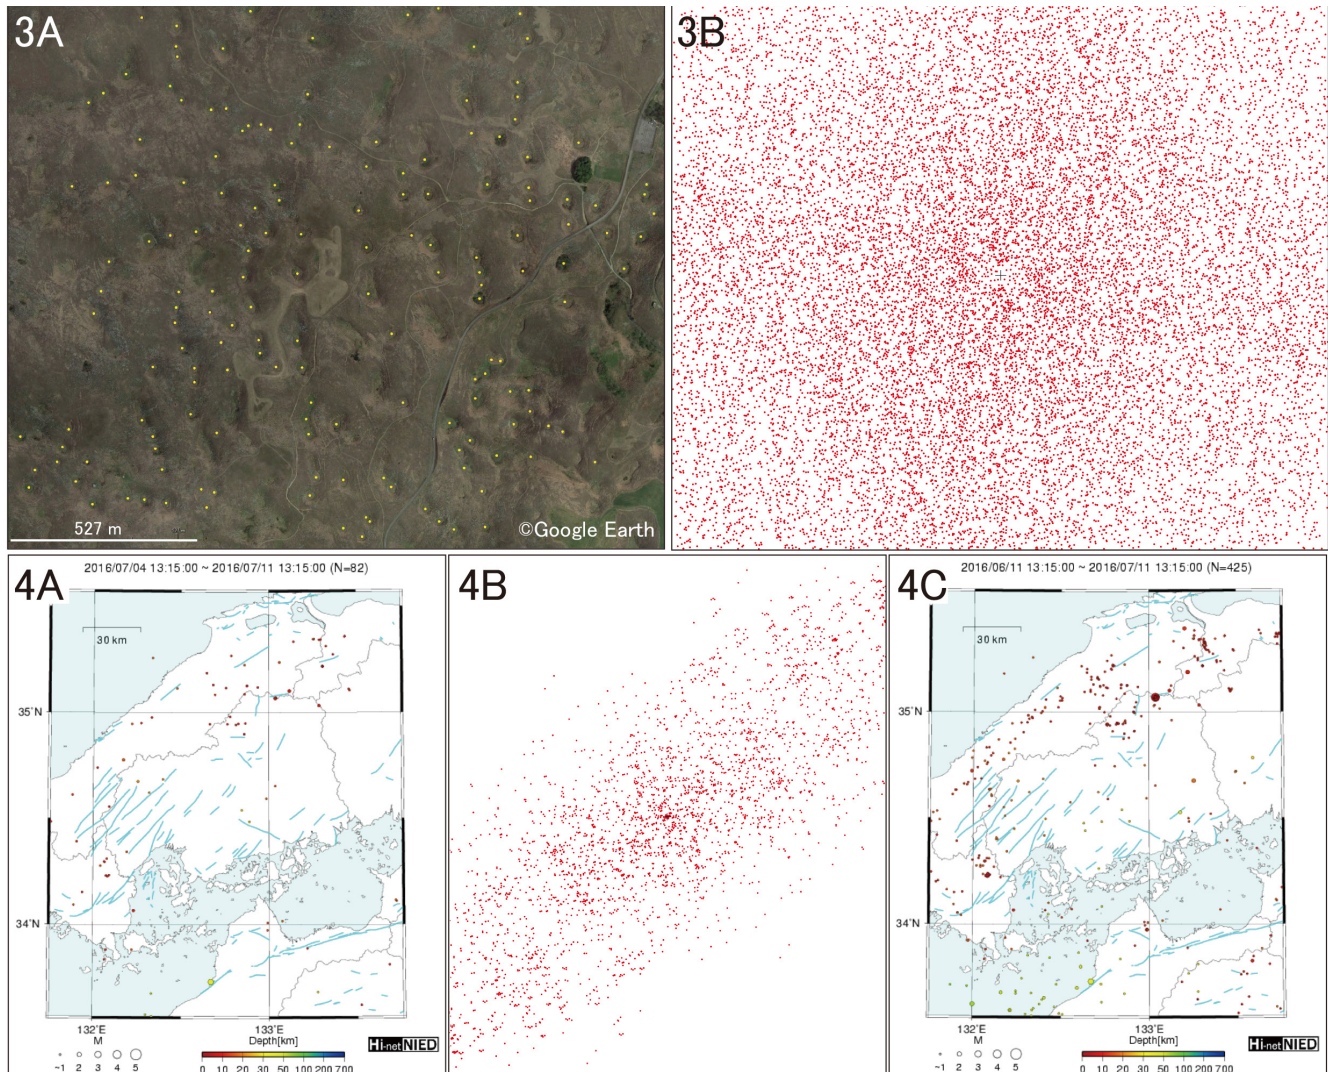 3A
3B
527 m
©Google Earth
4A
2016/07/04 13:15:00 ~ 2016/07/11 13:15:00 (N=82)
30 km
35°N
34°N
132°E
133°E
M
~1 2 3 4 5
Depth[km]
0 10 20 30 50 100 200 700
Hi-net NIED
4B
4C
2016/06/11 13:15:00 ~ 2016/07/11 13:15:00 (N=425)
30 km
35°N
34°N
132°E
133°E
M
~1 2 3 4 5
Depth[km]
0 10 20 30 50 100 200 700
Hi-net NIED